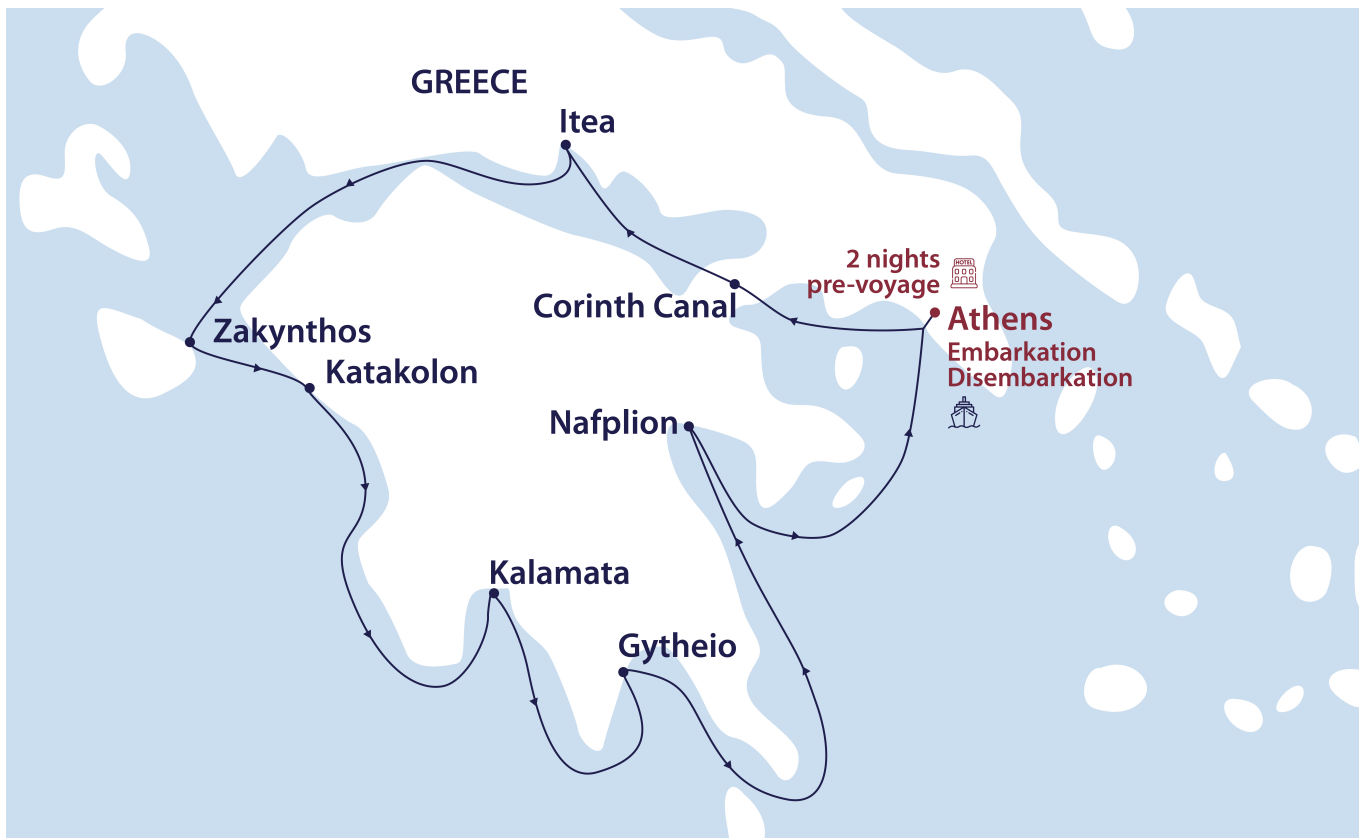 GREECE
Itea
2 nights
pre-voyage
HOTEL
Corinth Canal
Athens
Embarkation
Disembarkation
Zakynthos
Katakolon
Nafplion
Kalamata
Gytheio